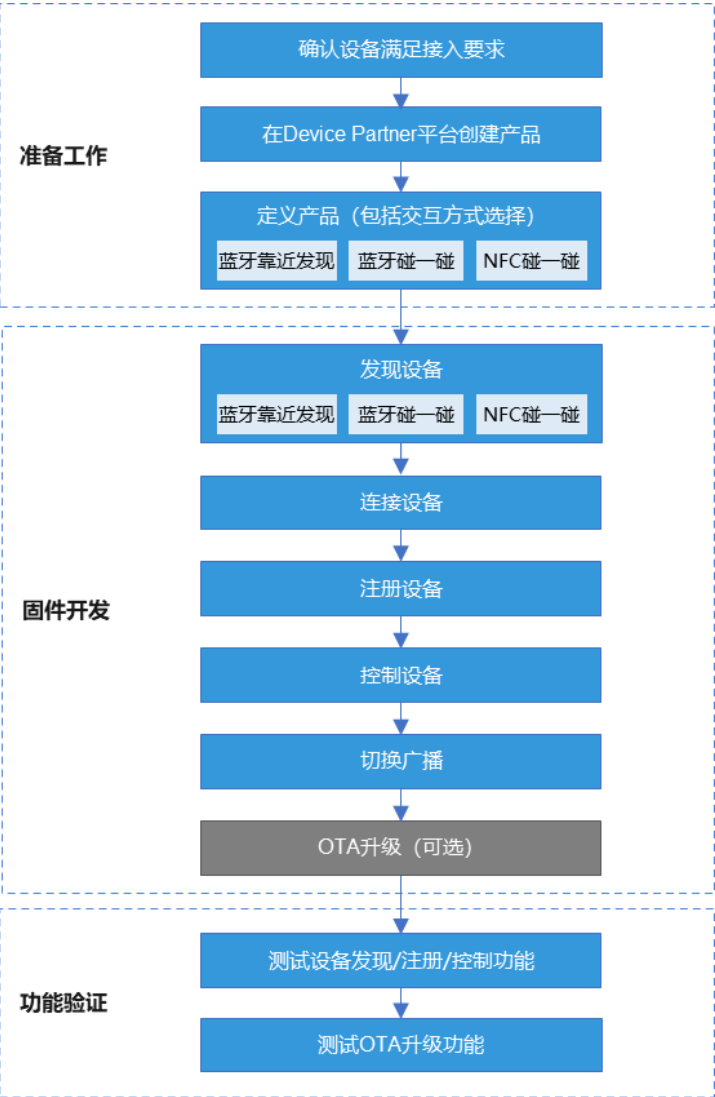 确认设备满足接入要求
在Device Partner平台创建产品
准备工作
定义产品（包括交互方式选择）
蓝牙靠近发现 蓝牙碰一碰 NFC碰一碰
发现设备
蓝牙靠近发现 蓝牙碰一碰 NFC碰一碰
连接设备
注册设备
固件开发
控制设备
切换广播
OTA升级（可选）
测试设备发现/注册/控制功能
功能验证
测试OTA升级功能